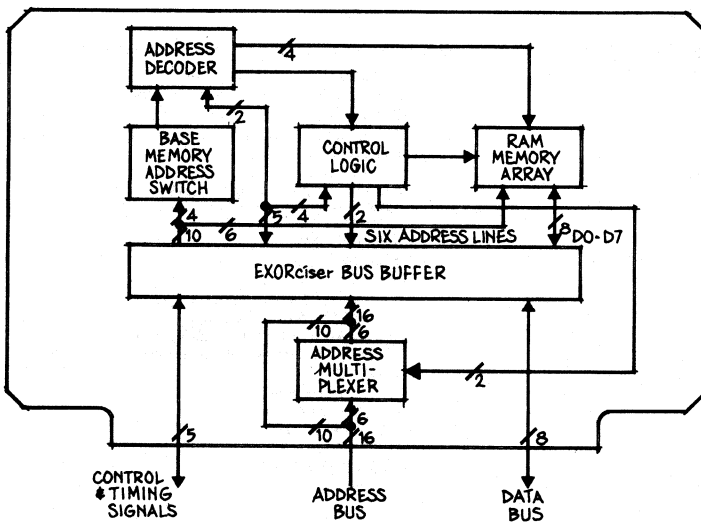 ADDRESS
DECODER
4
2
BASE
MEMORY
ADDRESS
SWITCH
CONTROL
LOGIC
RAM
MEMORY
ARRAY
4
10
6
5
4
2
SIX ADDRESS LINES
8 D0-D7
EXORciser BUS BUFFER
16
10
6
ADDRESS
MULTI-
PLEXER
2
6
10
16
5
8
CONTROL
& TIMING
SIGNALS
ADDRESS
BUS
DATA
BUS